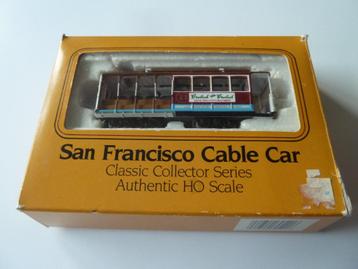 San Francisco Cable Car
Classic Collector Series
Authentic HO Scale